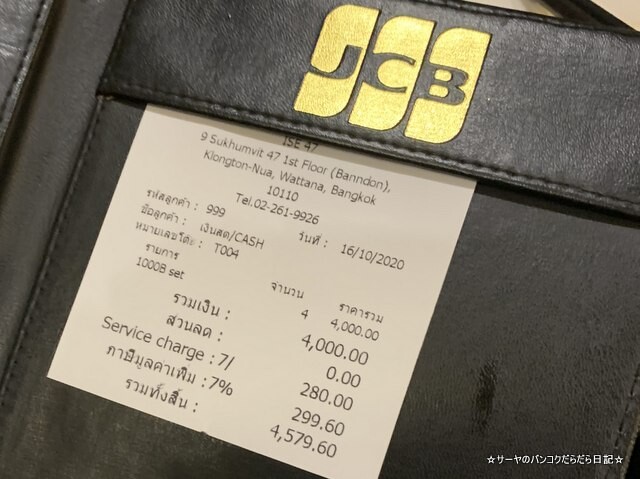 JCB
ISE 47
9 Sukhumvit 47 1st Floor (Banndon),
Klongton-Nua, Wattana, Bangkok
10110
Tel.02-261-9926
รหัสลูกค้า : 999
ชื่อลูกค้า : เงินสด/CASH วันที่ : 16/10/2020
หมายเลขโต๊ะ : T004
รายการ จำนวน ราคารวม
1000B set 4 4,000.00
รวมเงิน : 4,000.00
ส่วนลด : 0.00
Service charge : 7/ 280.00
ภาษีมูลค่าเพิ่ม : 7% 299.60
รวมทั้งสิ้น : 4,579.60
☆サーヤのバンコクだらだら日記☆